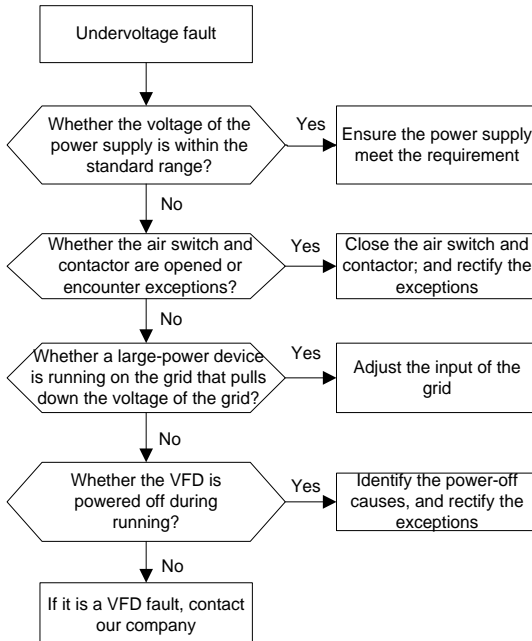 Undervoltage fault
Whether the voltage of the
power supply is within the
standard range?
Yes
Ensure the power supply
meet the requirement
No
Whether the air switch and
contactor are opened or
encounter exceptions?
Yes
Close the air switch and
contactor; and rectify the
exceptions
No
Whether a large-power device
is running on the grid that pulls
down the voltage of the grid?
Yes
Adjust the input of the
grid
No
Whether the VFD is
powered off during
running?
Yes
Identify the power-off
causes, and rectify the
exceptions
No
If it is a VFD fault, contact
our company